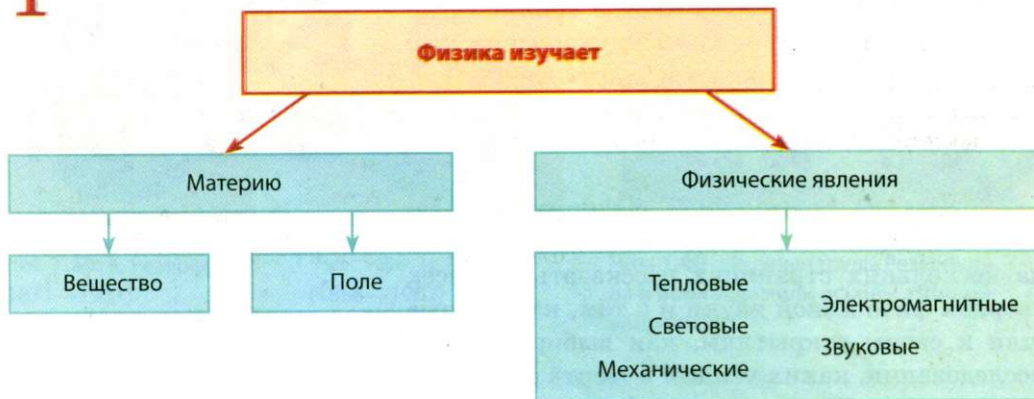 Физика изучает
Материю
Физические явления
Вещество
Поле
Тепловые
Световые
Механические
Электромагнитные
Звуковые